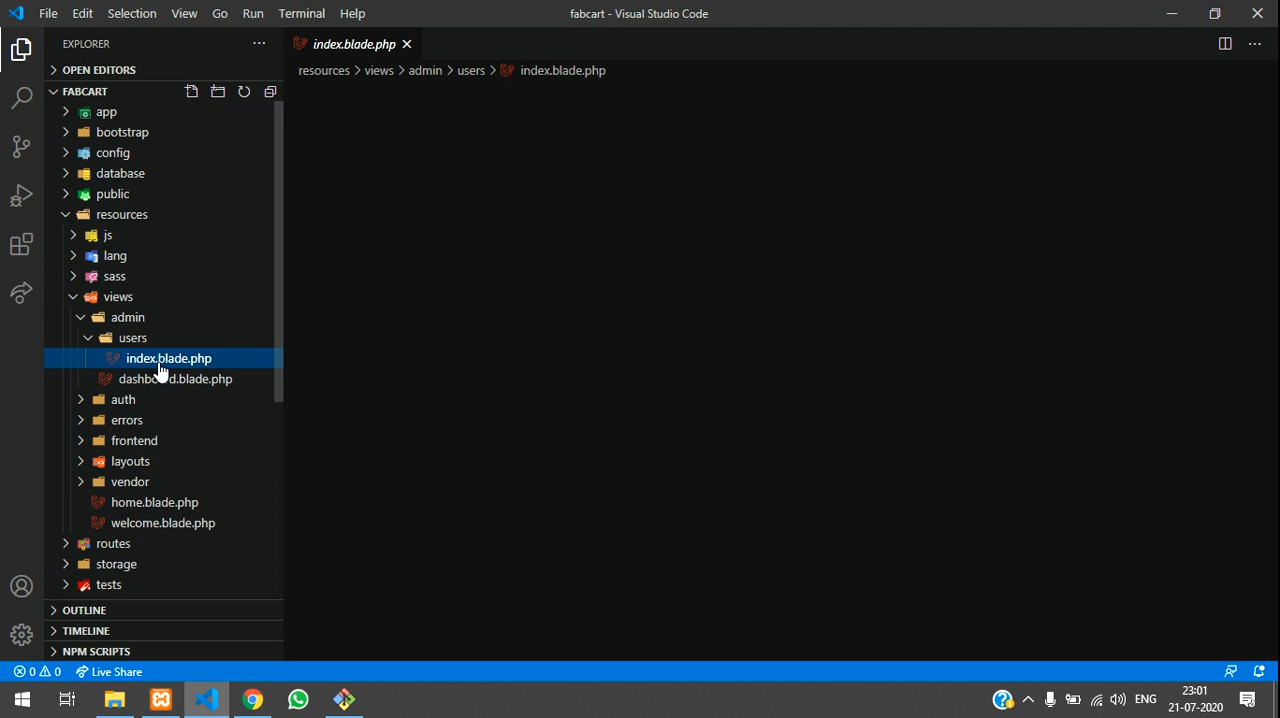 File Edit Selection View Go Run Terminal Help
fabcart - Visual Studio Code
EXPLORER
index.blade.php
OPEN EDITORS
resources > views > admin > users > index.blade.php
FABCART
app
bootstrap
config
database
public
resources
js
lang
sass
views
admin
users
index.blade.php
dashboard.blade.php
auth
errors
frontend
layouts
vendor
home.blade.php
welcome.blade.php
routes
storage
tests
OUTLINE
TIMELINE
NPM SCRIPTS
0 0 Live Share
ENG
23:01
21-07-2020